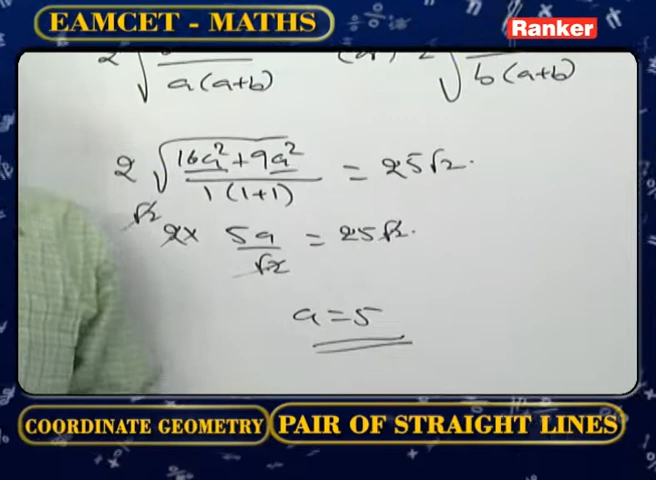 EAMCET - MATHS
Ranker
2 √ a(a+b)
2 √ b(a+b)
2 √(16a²+9a²)/(1(1+1)) = 25√2.
√2 2× 5a/√2 = 25√2.
a=5
COORDINATE GEOMETRY
PAIR OF STRAIGHT LINES